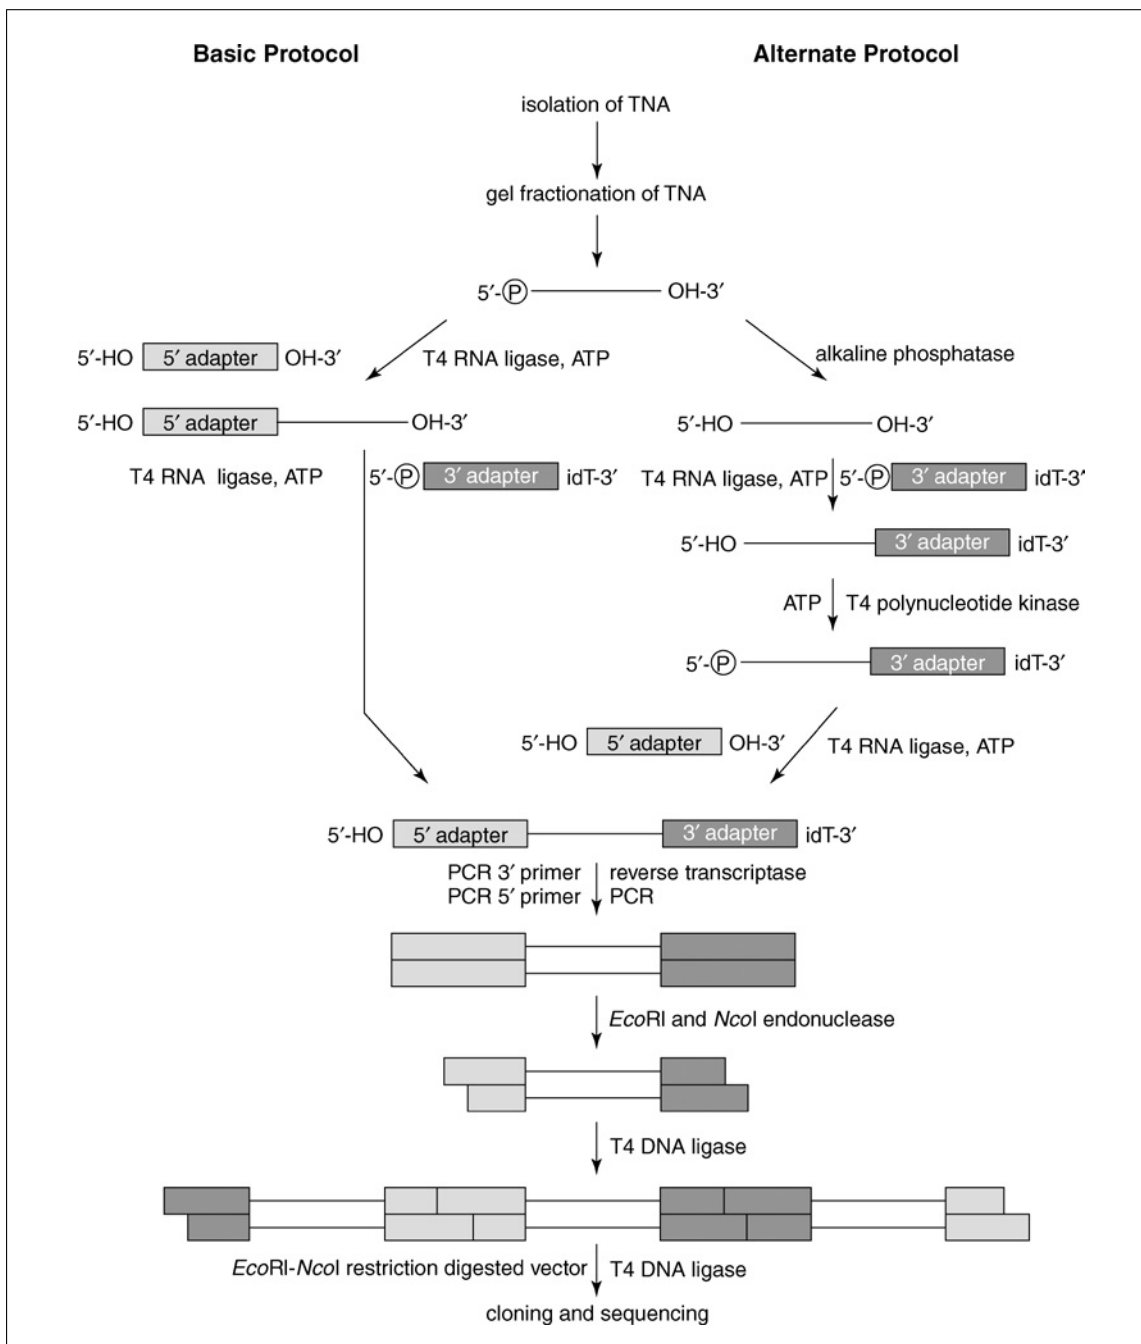 Basic Protocol
Alternate Protocol
isolation of TNA
gel fractionation of TNA
5′-Ⓟ OH-3′
5′-HO 5′ adapter OH-3′
T4 RNA ligase, ATP
alkaline phosphatase
5′-HO 5′ adapter OH-3′
5′-HO OH-3′
T4 RNA ligase, ATP
5′-Ⓟ 3′ adapter idT-3′
T4 RNA ligase, ATP
5′-Ⓟ 3′ adapter idT-3′
5′-HO 3′ adapter idT-3′
ATP
T4 polynucleotide kinase
5′-Ⓟ 3′ adapter idT-3′
5′-HO 5′ adapter OH-3′
T4 RNA ligase, ATP
5′-HO 5′ adapter 3′ adapter idT-3′
PCR 3′ primer
PCR 5′ primer
reverse transcriptase
PCR
EcoRI and NcoI endonuclease
T4 DNA ligase
EcoRI-NcoI restriction digested vector
T4 DNA ligase
cloning and sequencing